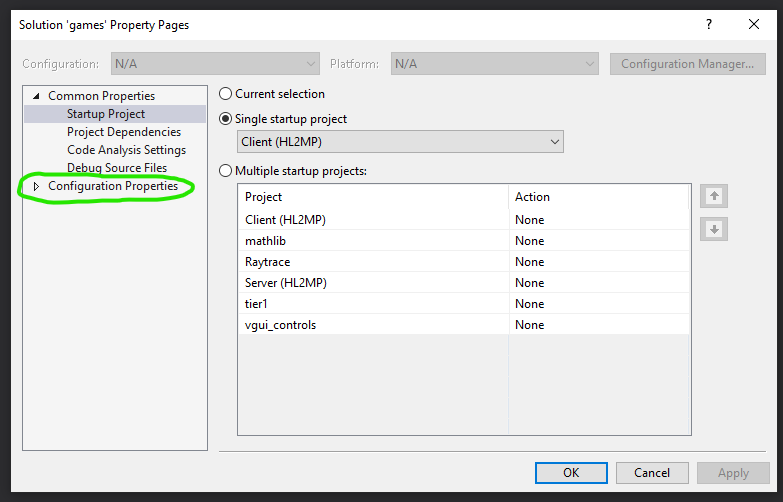 Solution 'games' Property Pages
?
Configuration: N/A Platform: N/A Configuration Manager...
Common Properties
Startup Project
Project Dependencies
Code Analysis Settings
Debug Source Files
Configuration Properties
Current selection
Single startup project
Client (HL2MP)
Multiple startup projects:
Project Action
Client (HL2MP) None
mathlib None
Raytrace None
Server (HL2MP) None
tier1 None
vgui_controls None
OK Cancel Apply